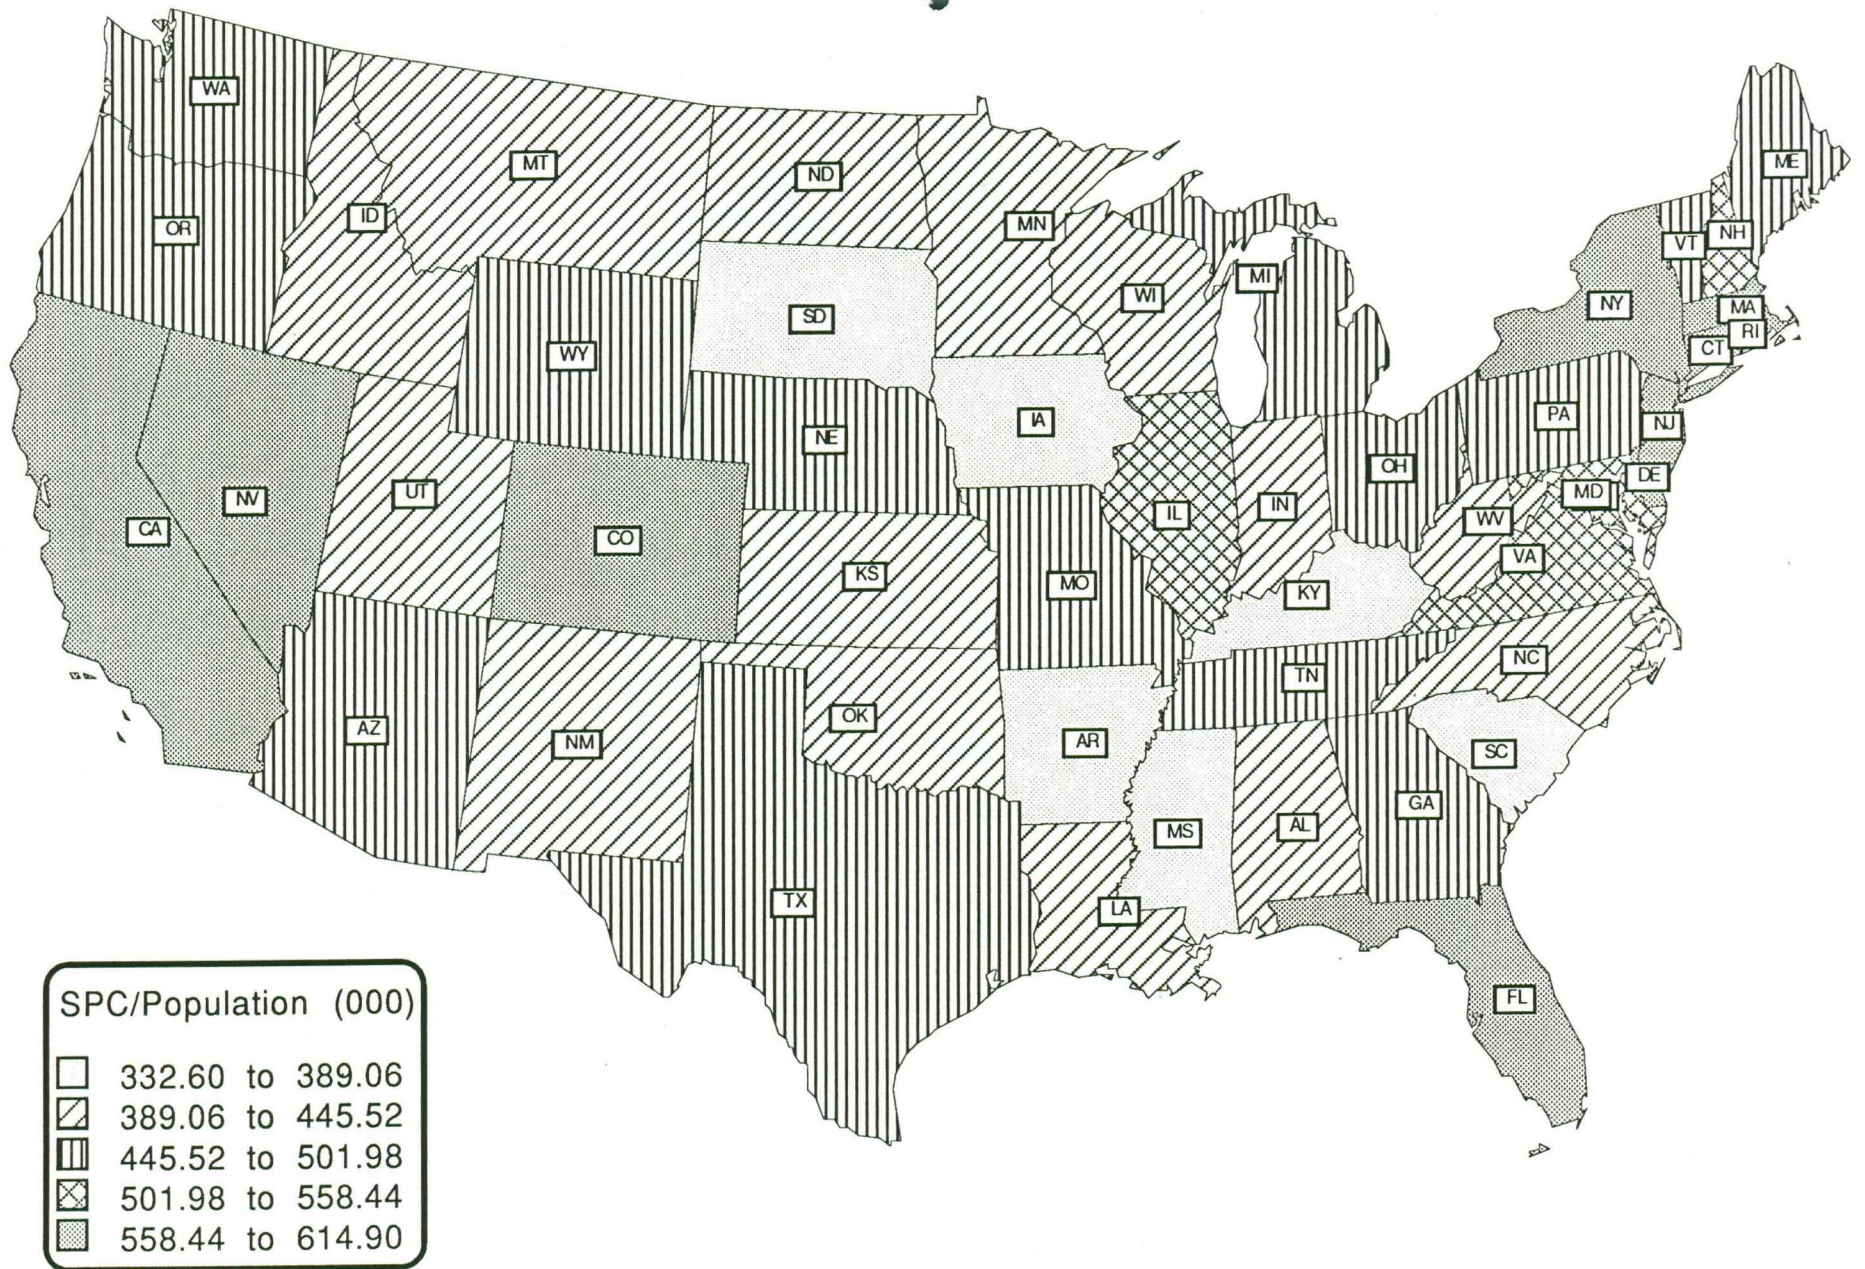 WA
ME
MT
ND
ID
MN
OR
NH
VT
MI
WI
NY
MA
SD
RI
CT
WY
PA
IA
NJ
NE
OH
DE
MD
UT
NV
IN
IL
WV
CA
CO
VA
KS
MO
KY
NC
TN
OK
AZ
NM
AR
SC
GA
MS
AL
TX
LA
FL
SPC/Population (000)
332.60 to 389.06
389.06 to 445.52
445.52 to 501.98
501.98 to 558.44
558.44 to 614.90